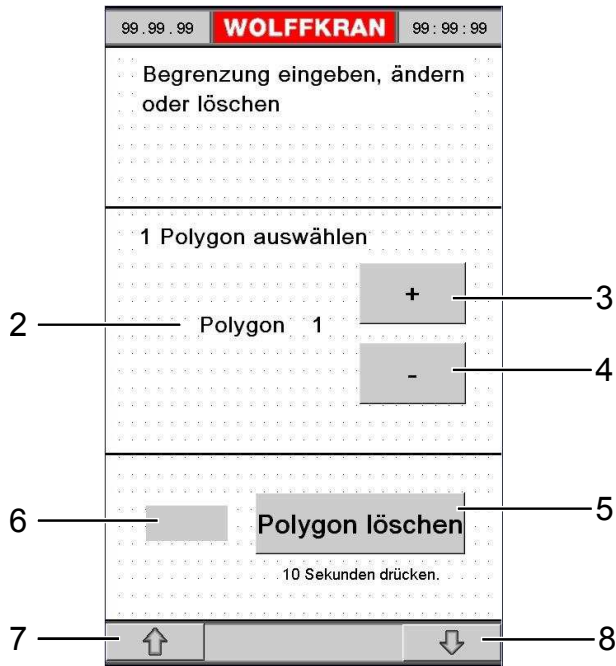 99.99.99 WOLFFKRAN 99:99:99
Begrenzung eingeben, ändern
oder löschen
1 Polygon auswählen
+
3
2
Polygon 1
-
4
5
6
Polygon löschen
10 Sekunden drücken.
7
8